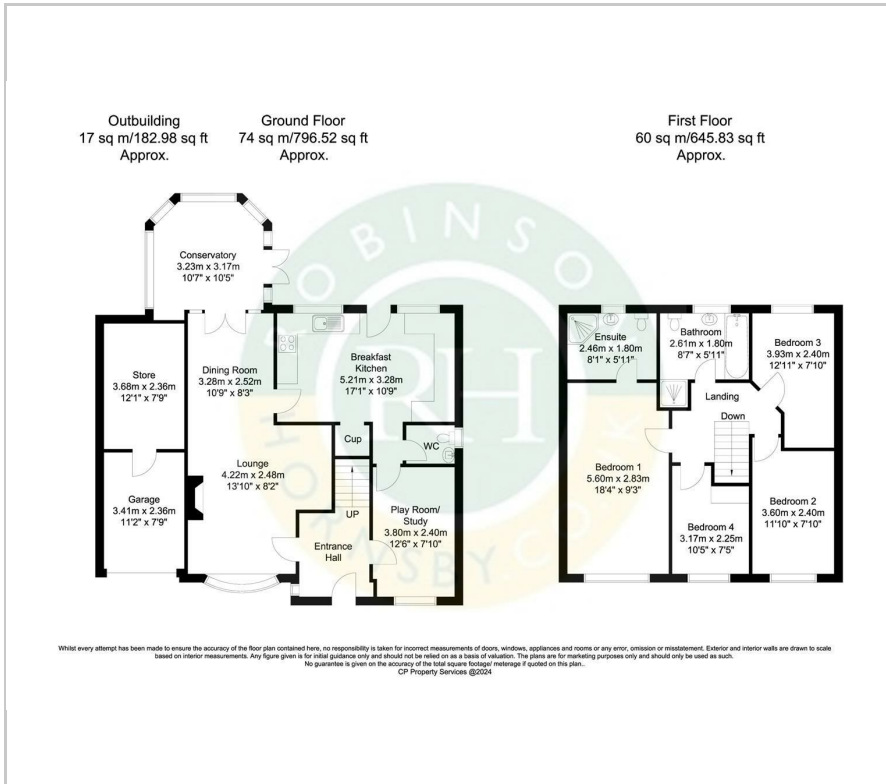 Outbuilding
17 sq m/182.98 sq ft
Approx.
Ground Floor
74 sq m/796.52 sq ft
Approx.
First Floor
60 sq m/645.83 sq ft
Approx.
Conservatory
3.23m x 3.17m
10'7" x 10'5"
Store
3.68m x 2.36m
12'1" x 7'9"
Dining Room
3.28m x 2.52m
10'9" x 8'3"
Breakfast
Kitchen
5.21m x 3.28m
17'1" x 10'9"
Cup
WC
Lounge
4.22m x 2.48m
13'10" x 8'2"
Garage
3.41m x 2.36m
11'2" x 7'9"
UP
Entrance
Hall
Play Room/
Study
3.80m x 2.40m
12'6" x 7'10"
Ensuite
2.46m x 1.80m
8'1" x 5'11"
Bathroom
2.61m x 1.80m
8'7" x 5'11"
Bedroom 3
3.93m x 2.40m
12'11" x 7'10"
Landing
Down
Bedroom 1
5.60m x 2.83m
18'4" x 9'3"
Bedroom 4
3.17m x 2.25m
10'5" x 7'5"
Bedroom 2
3.60m x 2.40m
11'10" x 7'10"
ROBINSON
RH
HORNSBY.CO.UK
Whilst every attempt has been made to ensure the accuracy of the floor plan contained here, no responsibility is taken for incorrect measurements of doors, windows, appliances and rooms or any error, omission or misstatement. Exterior and interior walls are drawn to scale
based on interior measurements. Any figure given is for initial guidance only and should not be relied on as a basis of valuation. The plans are for marketing purposes only and should only be used as such.
No guarantee is given on the accuracy of the total square footage/ meterage if quoted on this plan..
CP Property Services @2024